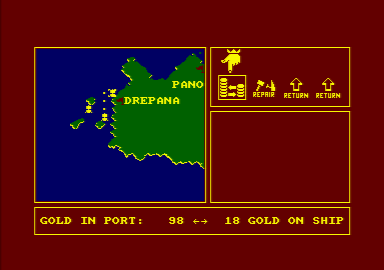 PANO
DREPANA
REPAIR
RETURN
RETURN
GOLD IN PORT: 98 ↔ 18 GOLD ON SHIP